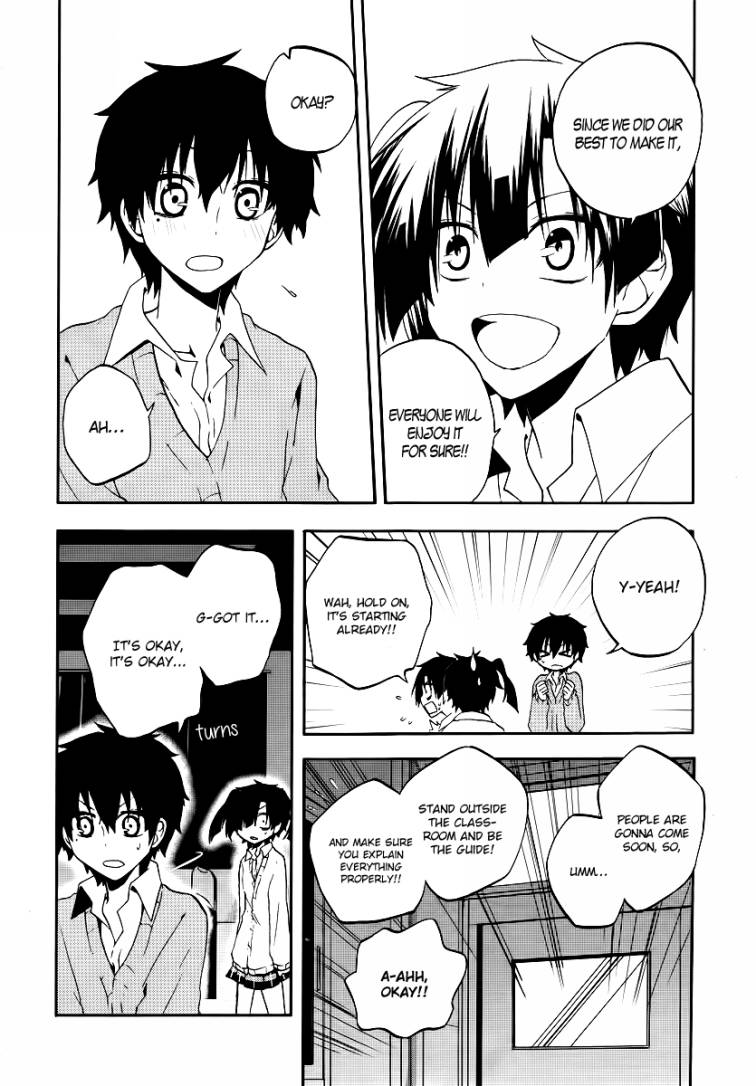 SINCE WE DID OUR
BEST TO MAKE IT,
EVERYONE WILL
ENJOY IT
FOR SURE!!
OKAY?
AH...
Y-YEAH!
WAH, HOLD ON,
IT'S STARTING
ALREADY!!
PEOPLE ARE
GONNA COME
SOON, SO,
UMM...
STAND OUTSIDE
THE CLASS-
ROOM AND BE
THE GUIDE!
AND MAKE SURE
YOU EXPLAIN
EVERYTHING
PROPERLY!!
A-AHH,
OKAY!!
G-GOT IT...
IT'S OKAY,
IT'S OKAY...
turns